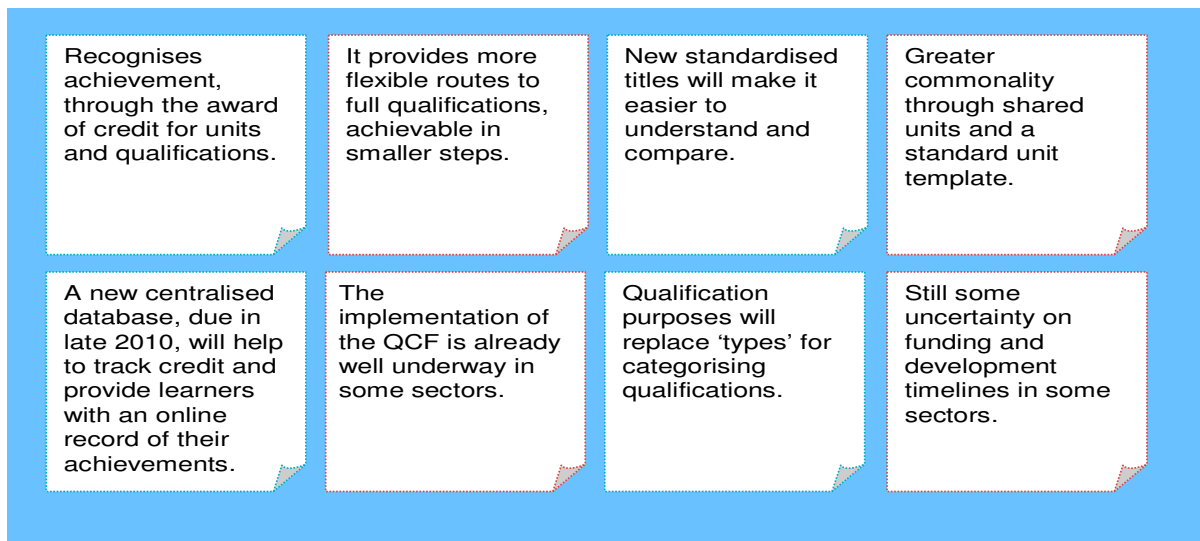 Recognises
achievement,
through the award
of credit for units
and qualifications.
It provides more
flexible routes to
full qualifications,
achievable in
smaller steps.
New standardised
titles will make it
easier to
understand and
compare.
Greater
commonality
through shared
units and a
standard unit
template.
A new centralised
database, due in
late 2010, will help
to track credit and
provide learners
with an online
record of their
achievements.
The
implementation of
the QCF is already
well underway in
some sectors.
Qualification
purposes will
replace ‘types’ for
categorising
qualifications.
Still some
uncertainty on
funding and
development
timelines in some
sectors.